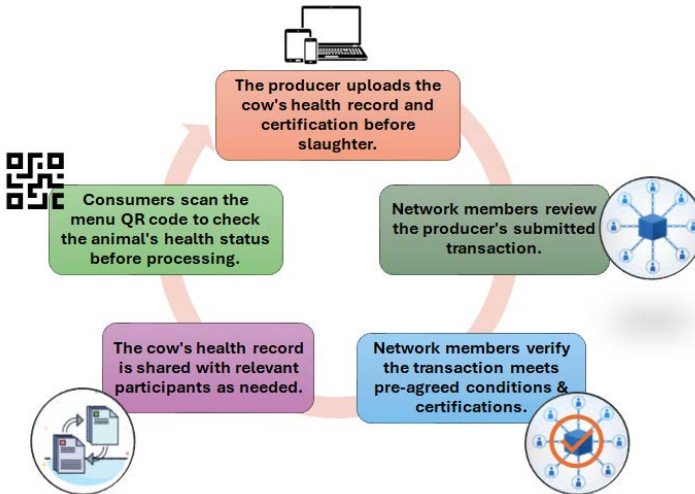 The producer uploads the
cow's health record and
certification before
slaughter.
Network members review
the producer's submitted
transaction.
Network members verify
the transaction meets
pre-agreed conditions &
certifications.
The cow's health record
is shared with relevant
participants as needed.
Consumers scan the
menu QR code to check
the animal's health status
before processing.